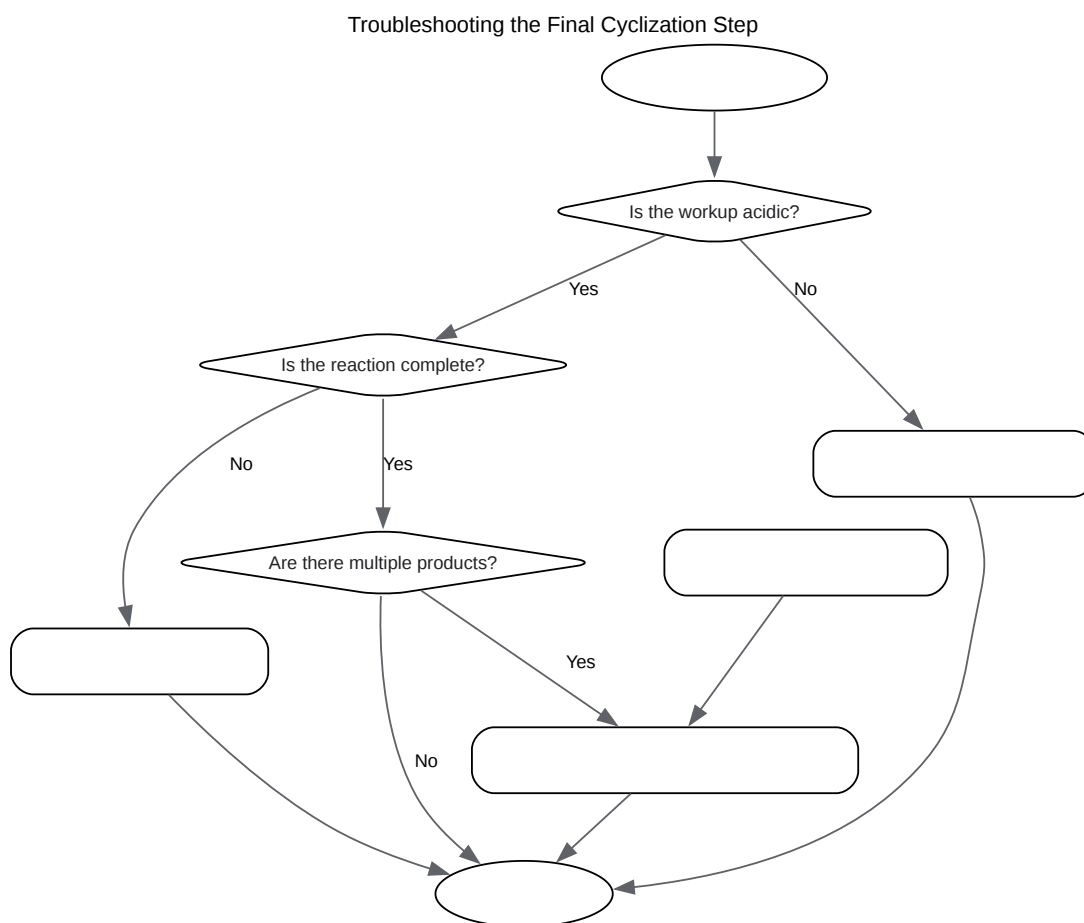 Troubleshooting the Final Cyclization Step
Is the workup acidic?
Yes
No
Is the reaction complete?
No
Yes
Are there multiple products?
Yes
No